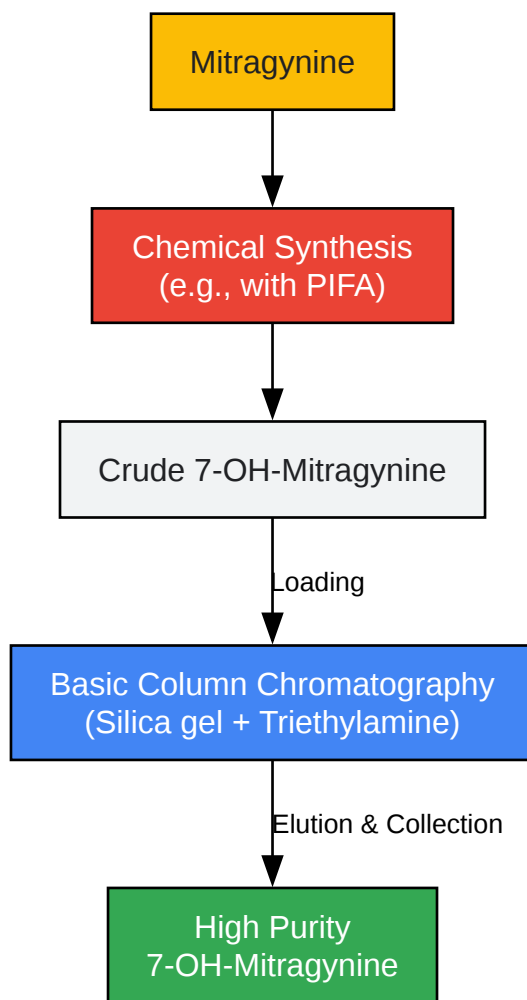 Mitragynine
Chemical Synthesis
(e.g., with PIFA)
Crude 7-OH-Mitragynine
Loading
Basic Column Chromatography
(Silica gel + Triethylamine)
Elution & Collection
High Purity
7-OH-Mitragynine